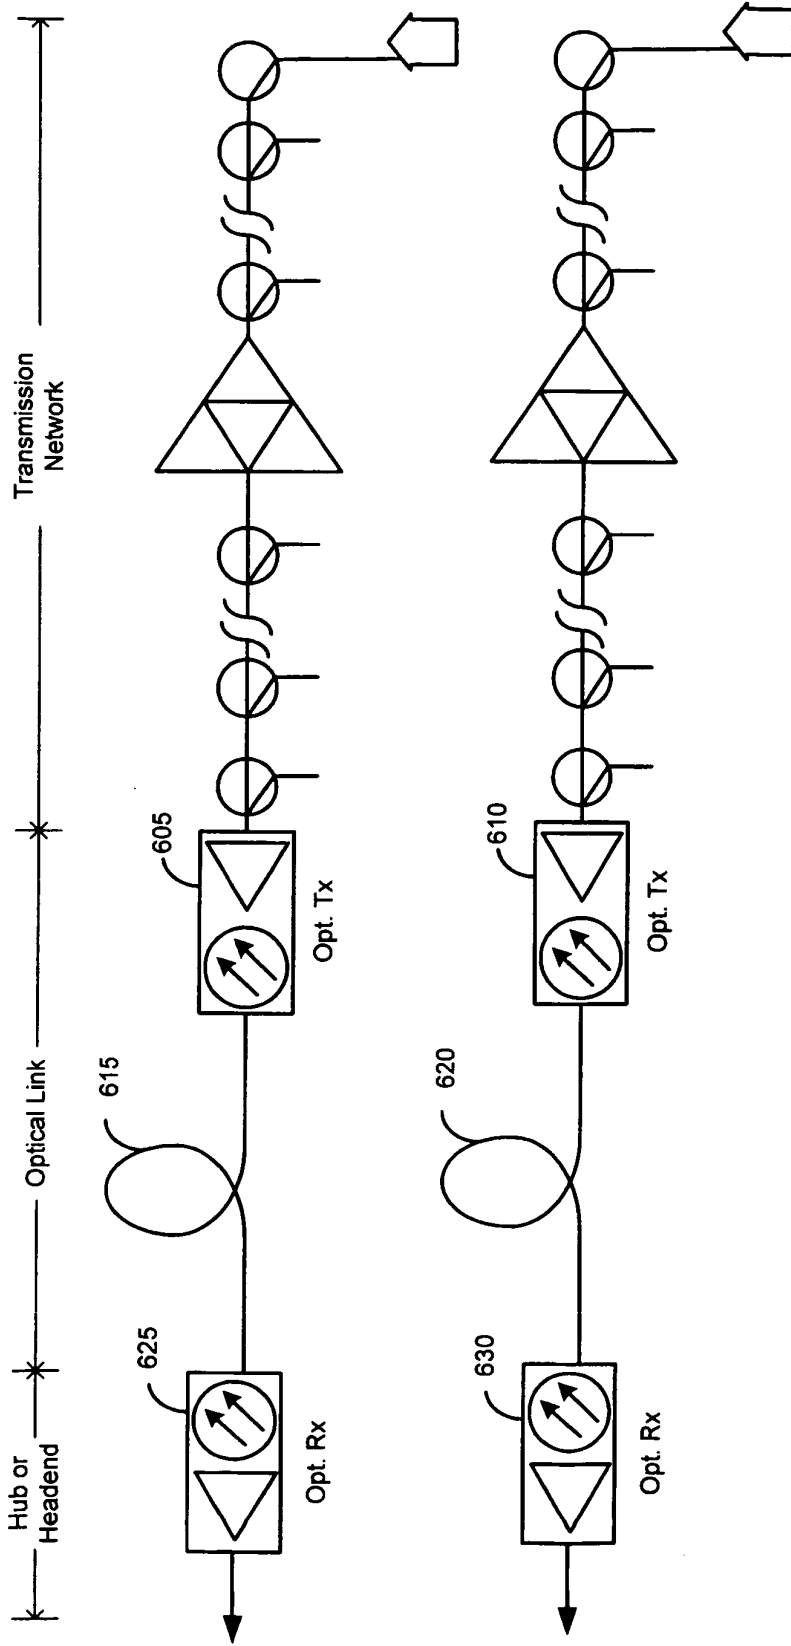 Hub or
Headend
Optical Link
Transmission
Network
625
615
605
Opt. Rx
Opt. Tx
630
620
610
Opt. Rx
Opt. Tx